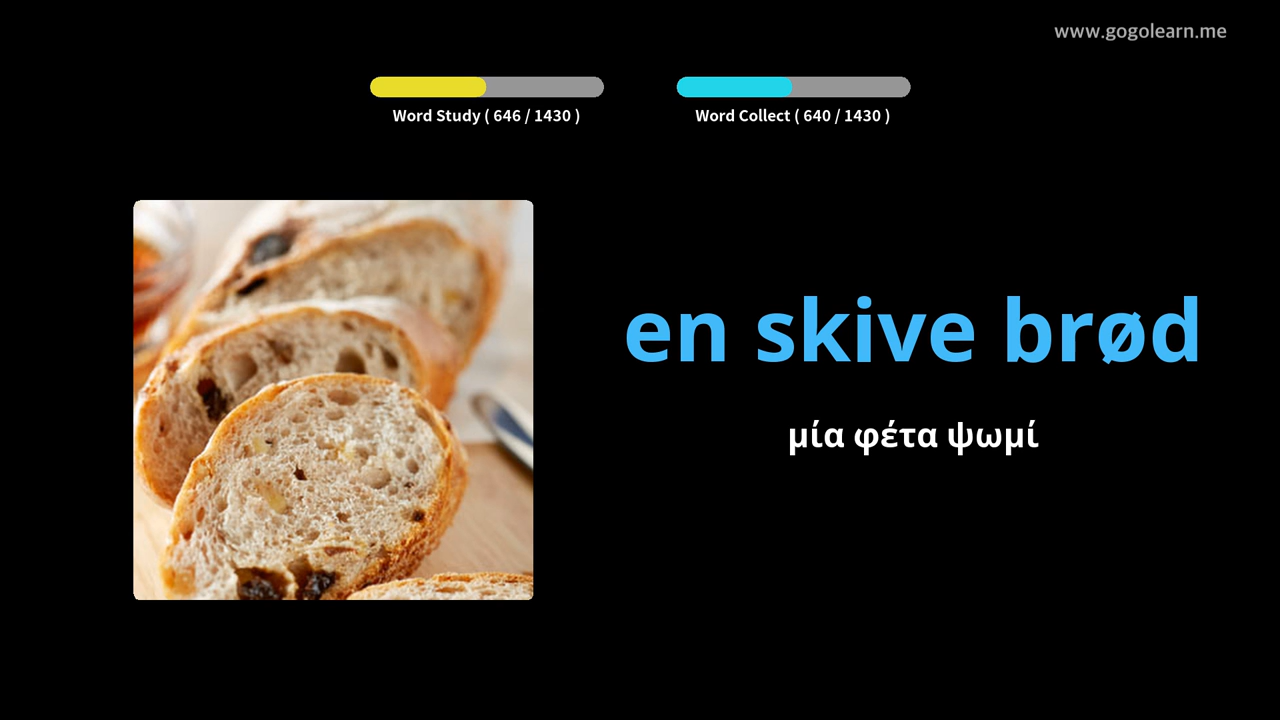 www.gogolearn.me
Word Study ( 646 / 1430 )
Word Collect ( 640 / 1430 )
en skive brød
μία φέτα ψωμί